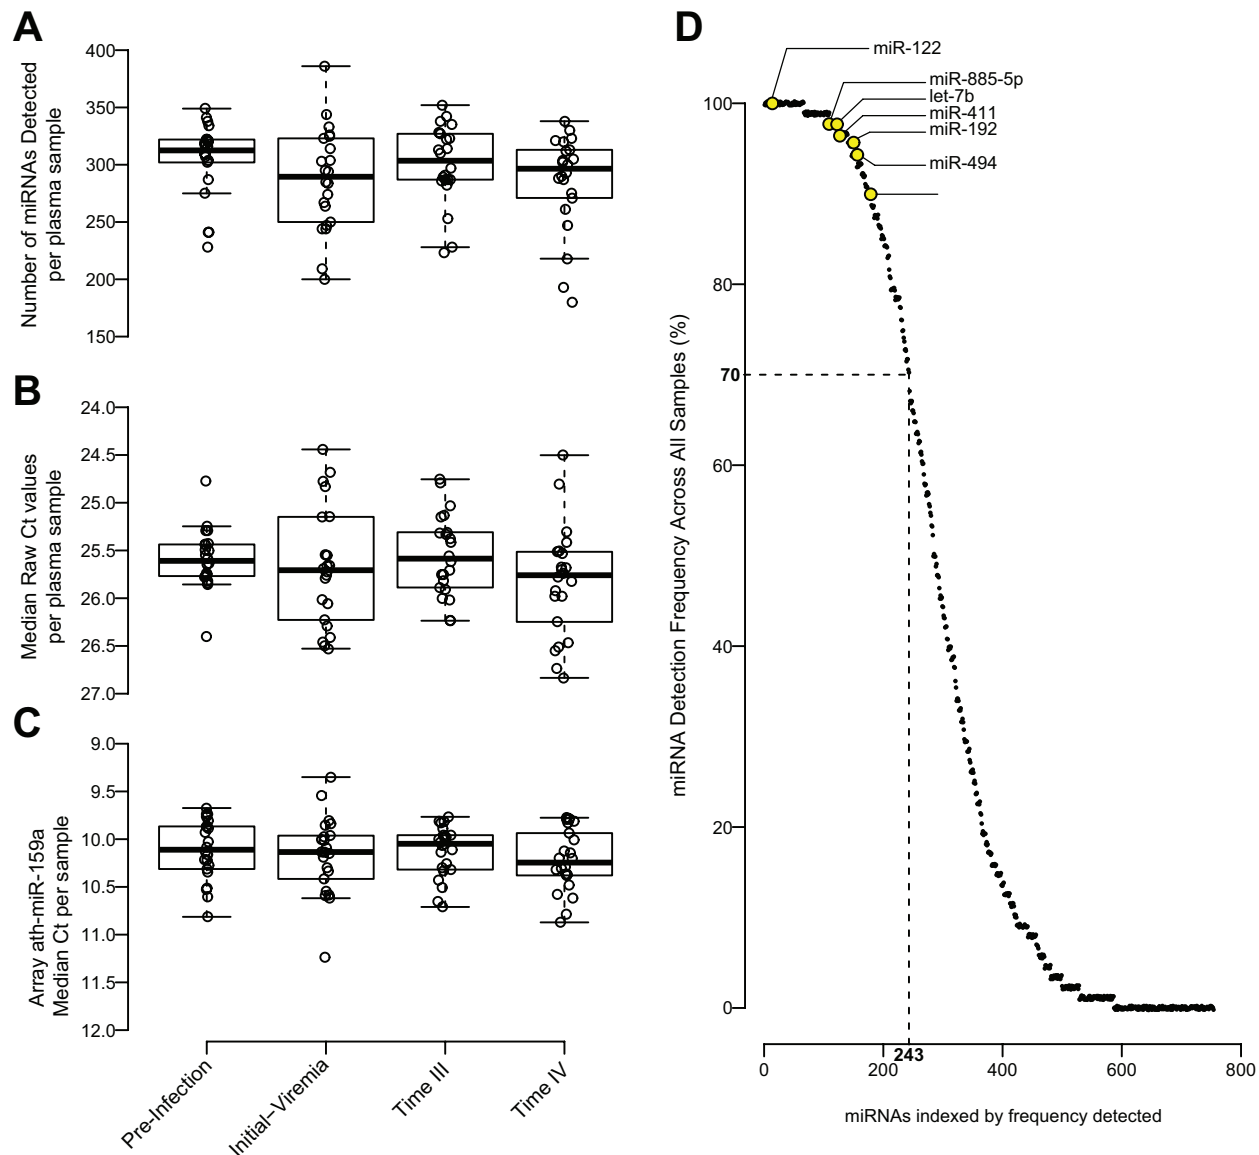 A
Number of miRNAs Detected
per plasma sample
400
350
300
250
200
150
B
Median Raw Ct values
per plasma sample
24.0
24.5
25.0
25.5
26.0
26.5
27.0
C
Array ath-miR-159a
Median Ct per sample
9.0
9.5
10.0
10.5
11.0
11.5
12.0
Pre-Infection
Initial–Viremia
Time III
Time IV
D
miR-122
miR-885-5p
let-7b
miR-411
miR-192
miR-494
miRNA Detection Frequency Across All Samples (%)
100
80
70
60
40
20
0
243
0
200
400
600
800
miRNAs indexed by frequency detected